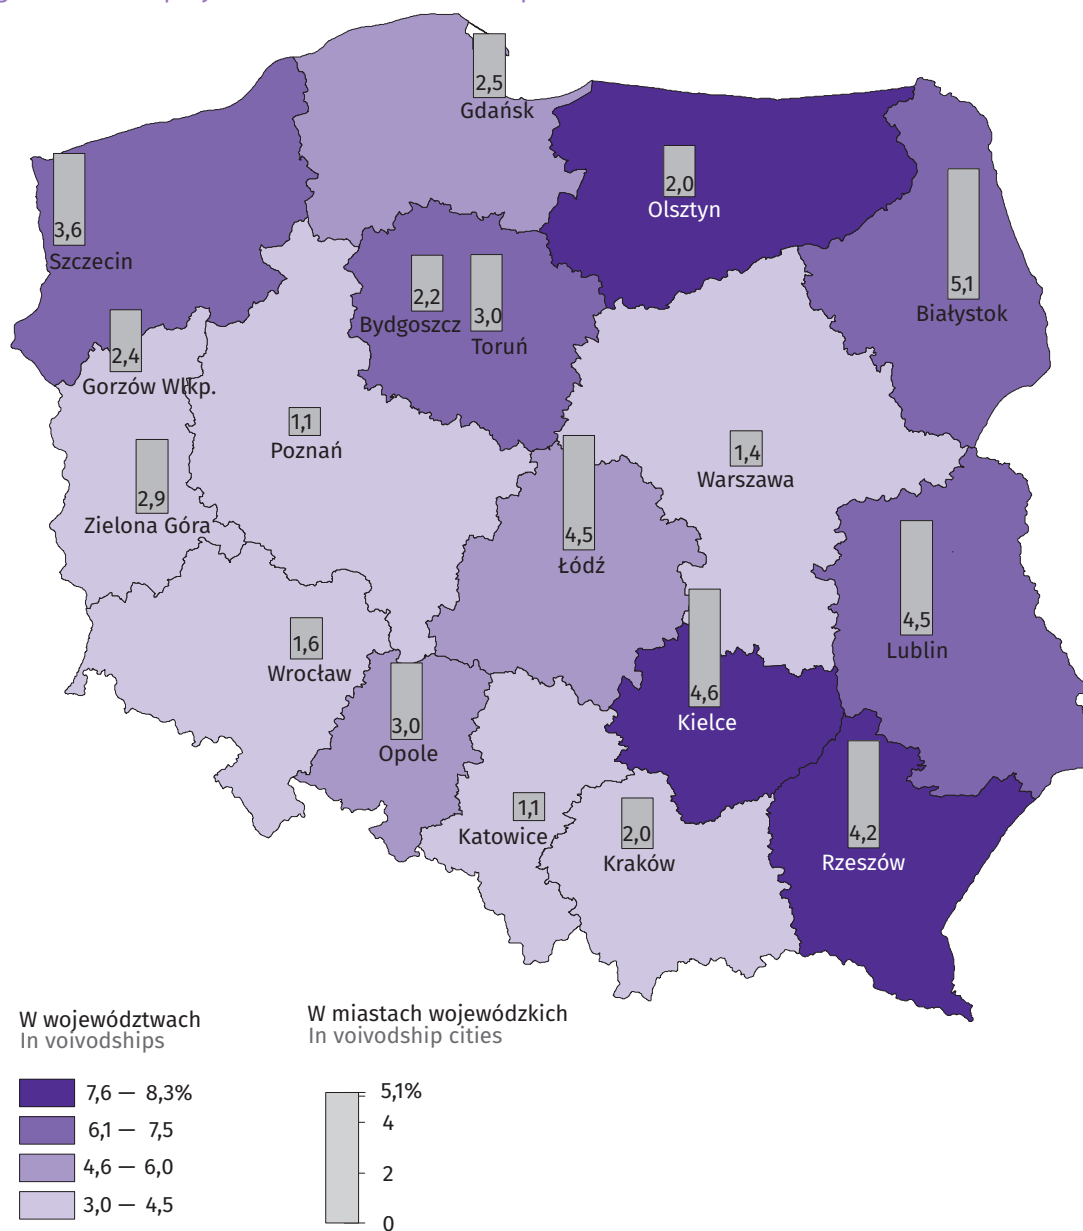 2,5
Gdańsk
2,0
Olsztyn
3,6
Szczecin
5,1
Białystok
2,2
Bydgoszcz
3,0
Toruń
2,4
Gorzów Wlkp.
1,1
Poznań
1,4
Warszawa
2,9
Zielona Góra
4,5
Łódź
4,5
Lublin
1,6
Wrocław
4,6
Kielce
3,0
Opole
1,1
Katowice
2,0
Kraków
4,2
Rzeszów
W województwach
In voivodships
7,6 — 8,3%
6,1 — 7,5
4,6 — 6,0
3,0 — 4,5
W miastach wojewódzkich
In voivodship cities
5,1%
4
2
0